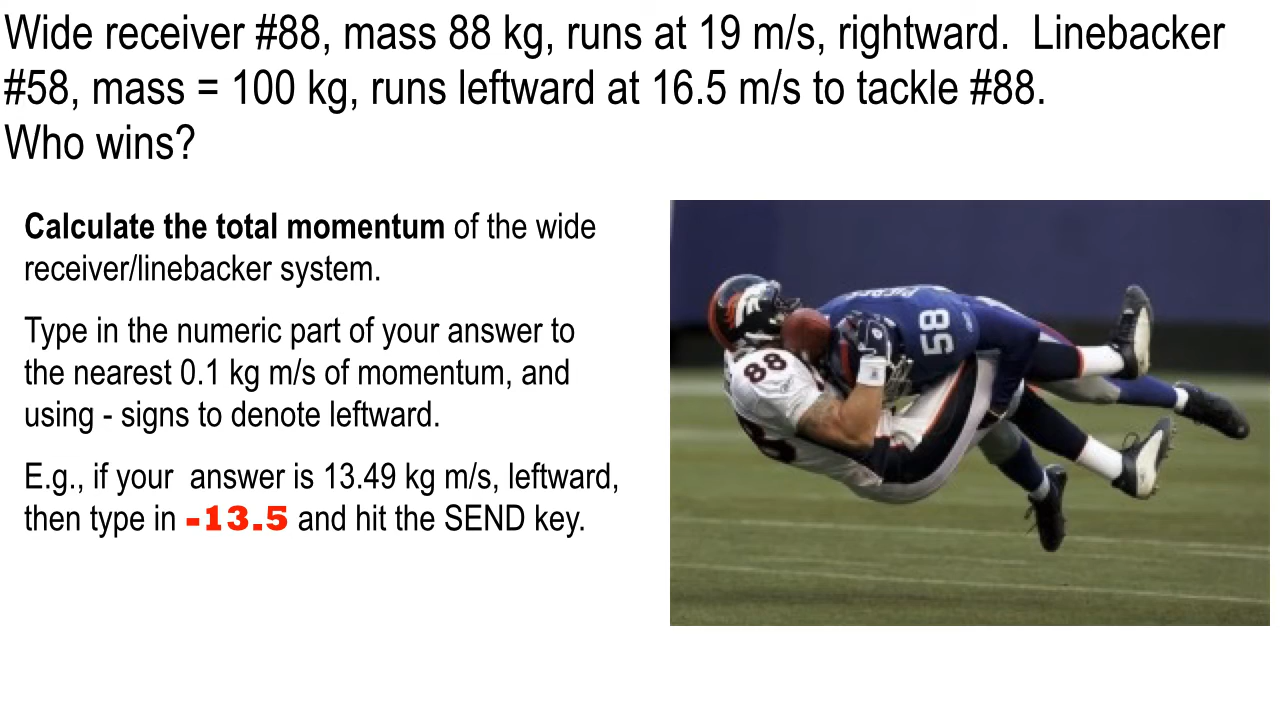 Wide receiver #88, mass 88 kg, runs at 19 m/s, rightward.  Linebacker
#58, mass = 100 kg, runs leftward at 16.5 m/s to tackle #88.
Who wins?
Calculate the total momentum of the wide
receiver/linebacker system.
Type in the numeric part of your answer to
the nearest 0.1 kg m/s of momentum, and
using - signs to denote leftward.
E.g., if your  answer is 13.49 kg m/s, leftward,
then type in -13.5 and hit the SEND key.
PIERCE
58
88